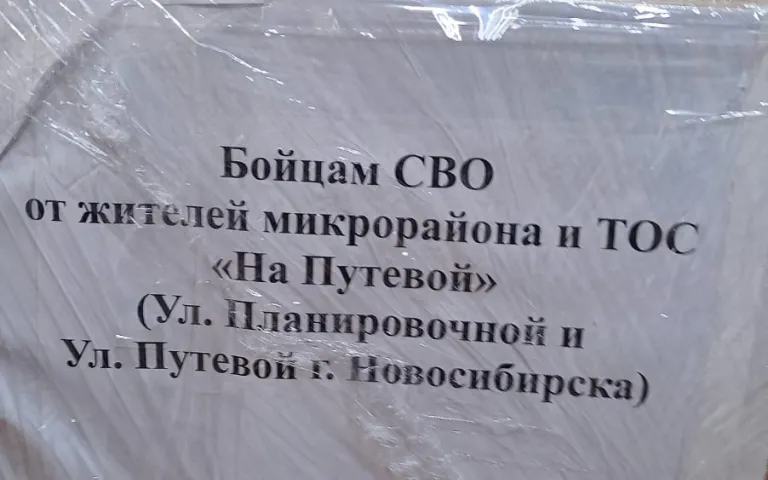 Бойцам СВО
от жителей микрорайона и ТОС
«На Путевой»
(Ул. Планировочной и
Ул. Путевой г. Новосибирска)